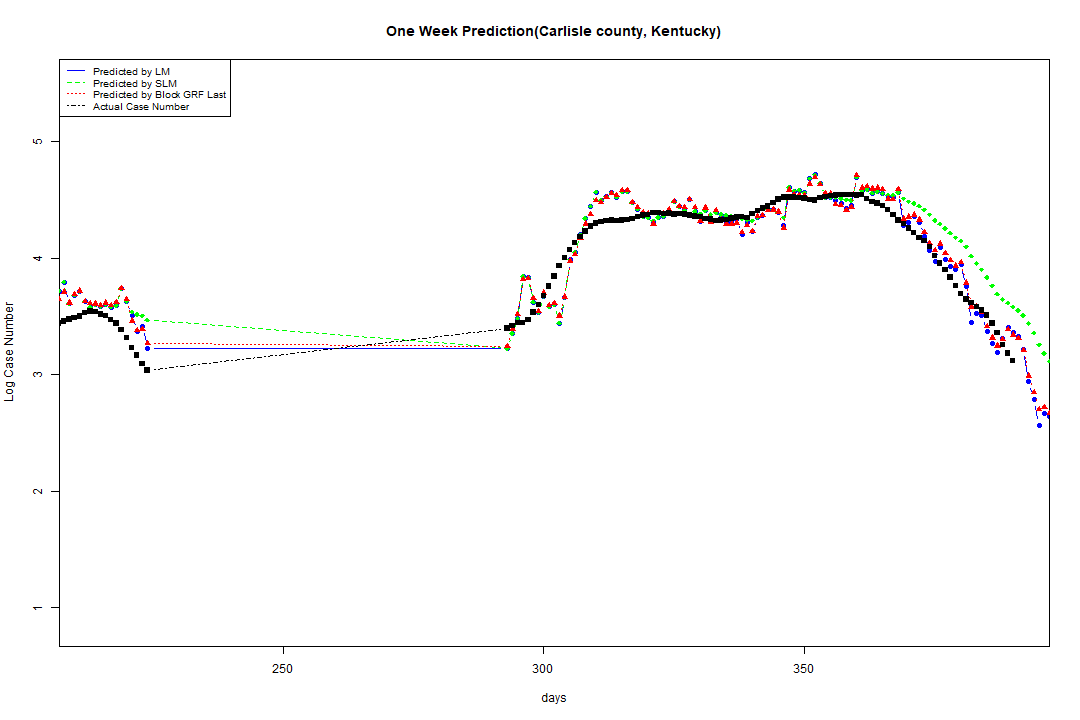 One Week Prediction(Carlisle county, Kentucky)
Predicted by LM
Predicted by SLM
Predicted by Block GRF Last
Actual Case Number
5
4
3
2
1
Log Case Number
250
300
350
days